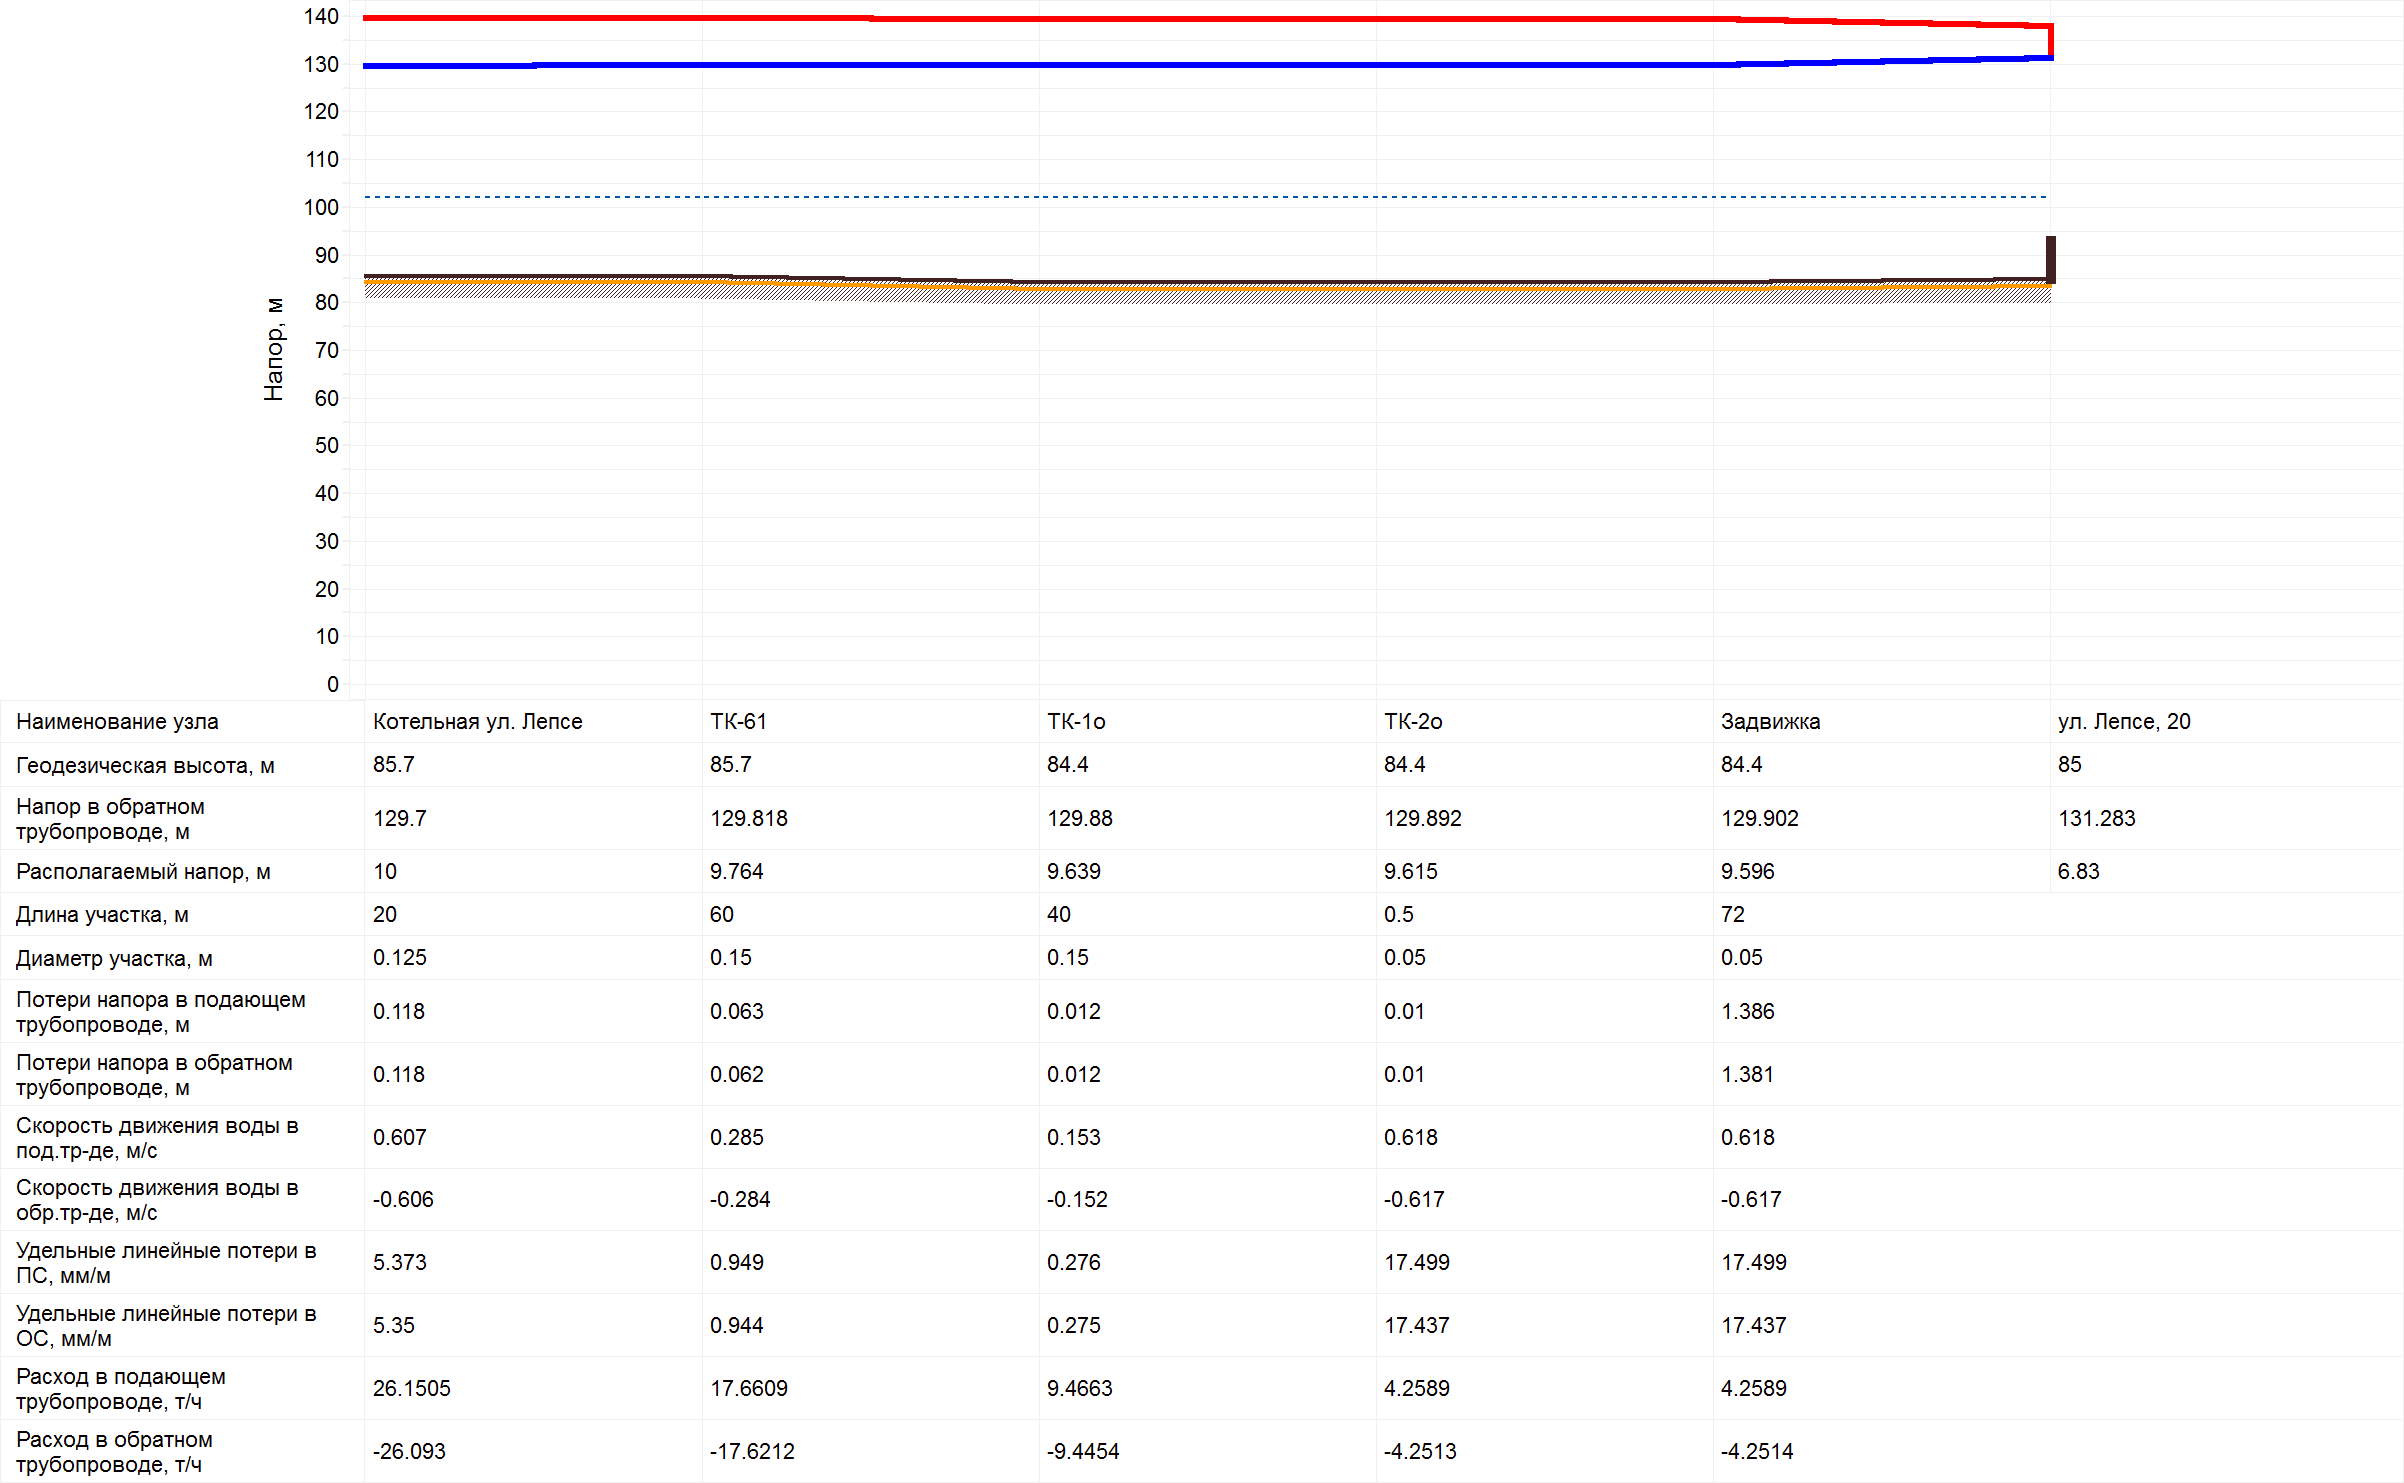 140
130
120
110
100
90
80
70
60
50
40
30
20
10
0
Напор, м
Наименование узла Котельная ул. Лепсе ТК-61 ТК-1о ТК-2о Задвижка ул. Лепсе, 20
Геодезическая высота, м 85.7 85.7 84.4 84.4 84.4 85
Напор в обратном
трубопроводе, м 129.7 129.818 129.88 129.892 129.902 131.283
Располагаемый напор, м 10 9.764 9.639 9.615 9.596 6.83
Длина участка, м 20 60 40 0.5 72
Диаметр участка, м 0.125 0.15 0.15 0.05 0.05
Потери напора в подающем
трубопроводе, м 0.118 0.063 0.012 0.01 1.386
Потери напора в обратном
трубопроводе, м 0.118 0.062 0.012 0.01 1.381
Скорость движения воды в
под.тр-де, м/с 0.607 0.285 0.153 0.618 0.618
Скорость движения воды в
обр.тр-де, м/с -0.606 -0.284 -0.152 -0.617 -0.617
Удельные линейные потери в
ПС, мм/м 5.373 0.949 0.276 17.499 17.499
Удельные линейные потери в
ОС, мм/м 5.35 0.944 0.275 17.437 17.437
Расход в подающем
трубопроводе, т/ч 26.1505 17.6609 9.4663 4.2589 4.2589
Расход в обратном
трубопроводе, т/ч -26.093 -17.6212 -9.4454 -4.2513 -4.2514